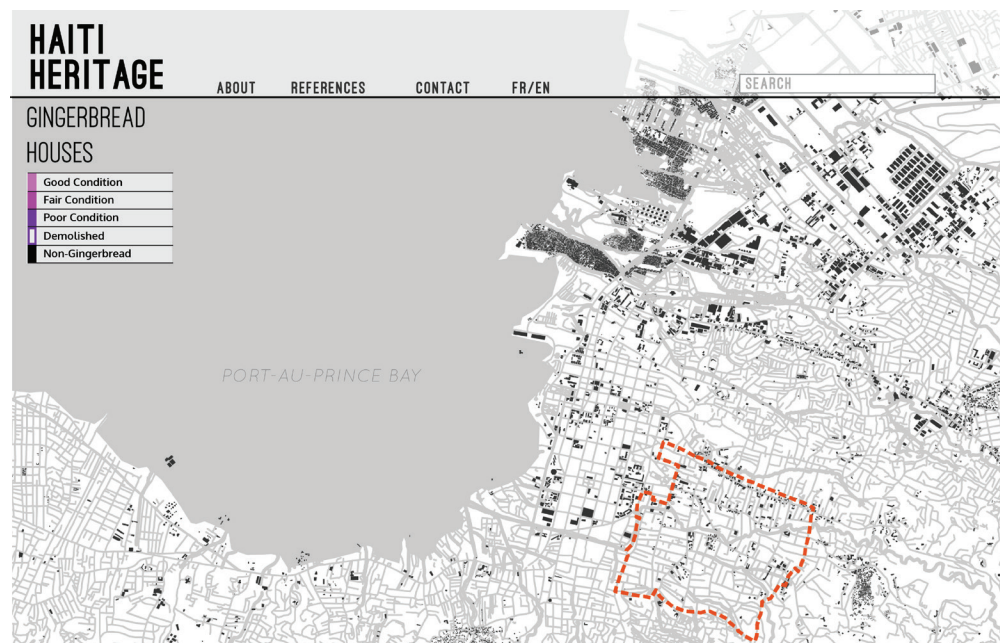 HAITI
HERITAGE
ABOUT REFERENCES CONTACT FR/EN
SEARCH
GINGERBREAD
HOUSES
Good Condition
Fair Condition
Poor Condition
Demolished
Non-Gingerbread
PORT-AU-PRINCE BAY